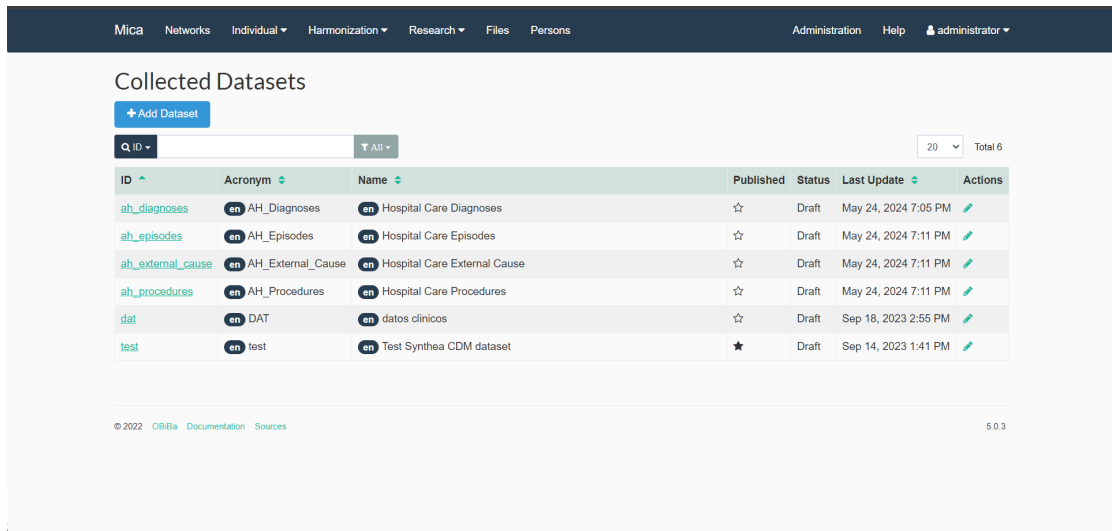 Mica Networks Individual Harmonization Research Files Persons Administration Help administrator
Collected Datasets
+ Add Dataset
ID All 20 Total 6
ID Acronym Name Published Status Last Update Actions
ah_diagnoses en AH_Diagnoses en Hospital Care Diagnoses Draft May 24, 2024 7:05 PM
ah_episodes en AH_Episodes en Hospital Care Episodes Draft May 24, 2024 7:11 PM
ah_external_cause en AH_External_Cause en Hospital Care External Cause Draft May 24, 2024 7:11 PM
ah_procedures en AH_Procedures en Hospital Care Procedures Draft May 24, 2024 7:11 PM
dat en DAT en datos clinicos Draft Sep 18, 2023 2:55 PM
test en test en Test Synthea CDM dataset Draft Sep 14, 2023 1:41 PM
© 2022 OBiBa Documentation Sources 5.0.3